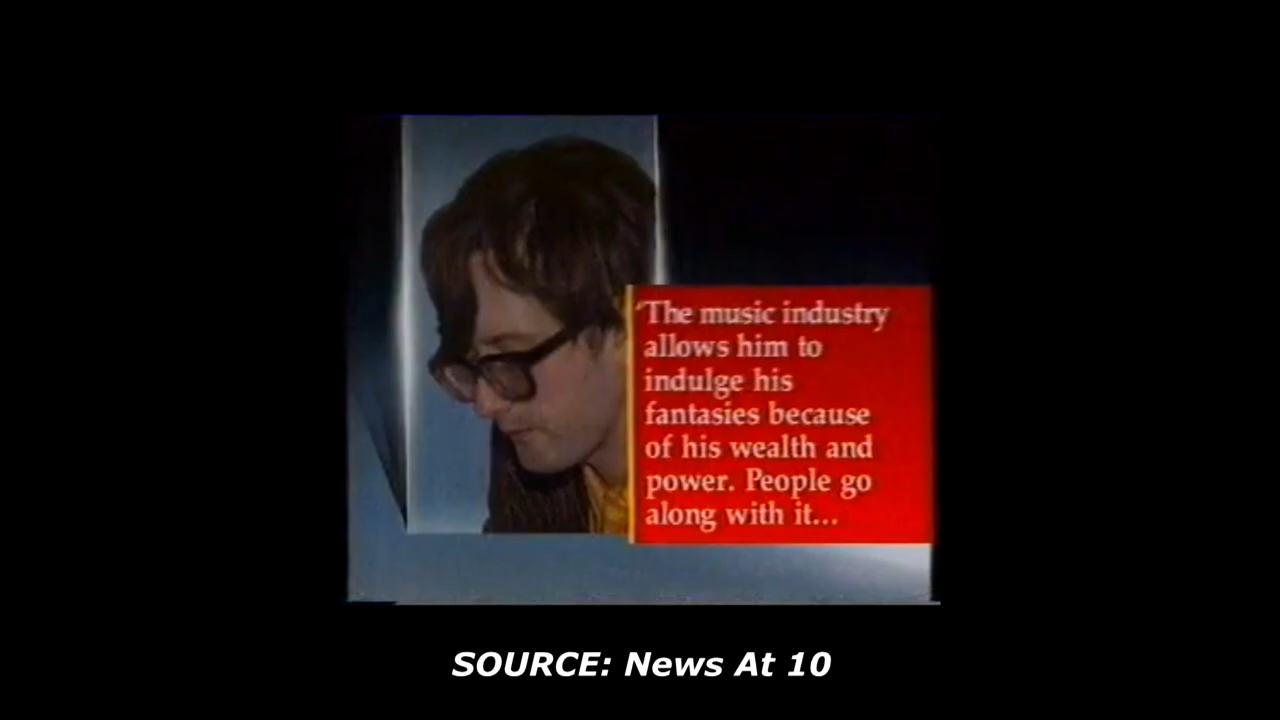 ‘The music industry
allows him to
indulge his
fantasies because
of his wealth and
power. People go
along with it...
SOURCE: News At 10